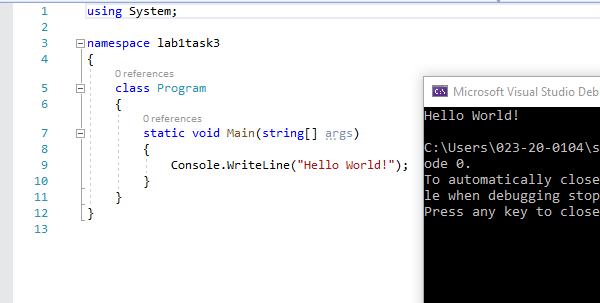 1 using System;
2
3 namespace lab1task3
4 {
0 references
5 class Program
6 {
0 references
7 static void Main(string[] args)
8 {
9 Console.WriteLine("Hello World!");
10 }
11 }
12 }
13
C:\ Microsoft Visual Studio Deb
Hello World!
C:\Users\023-20-0104\s
ode 0.
To automatically close
le when debugging stop
Press any key to close